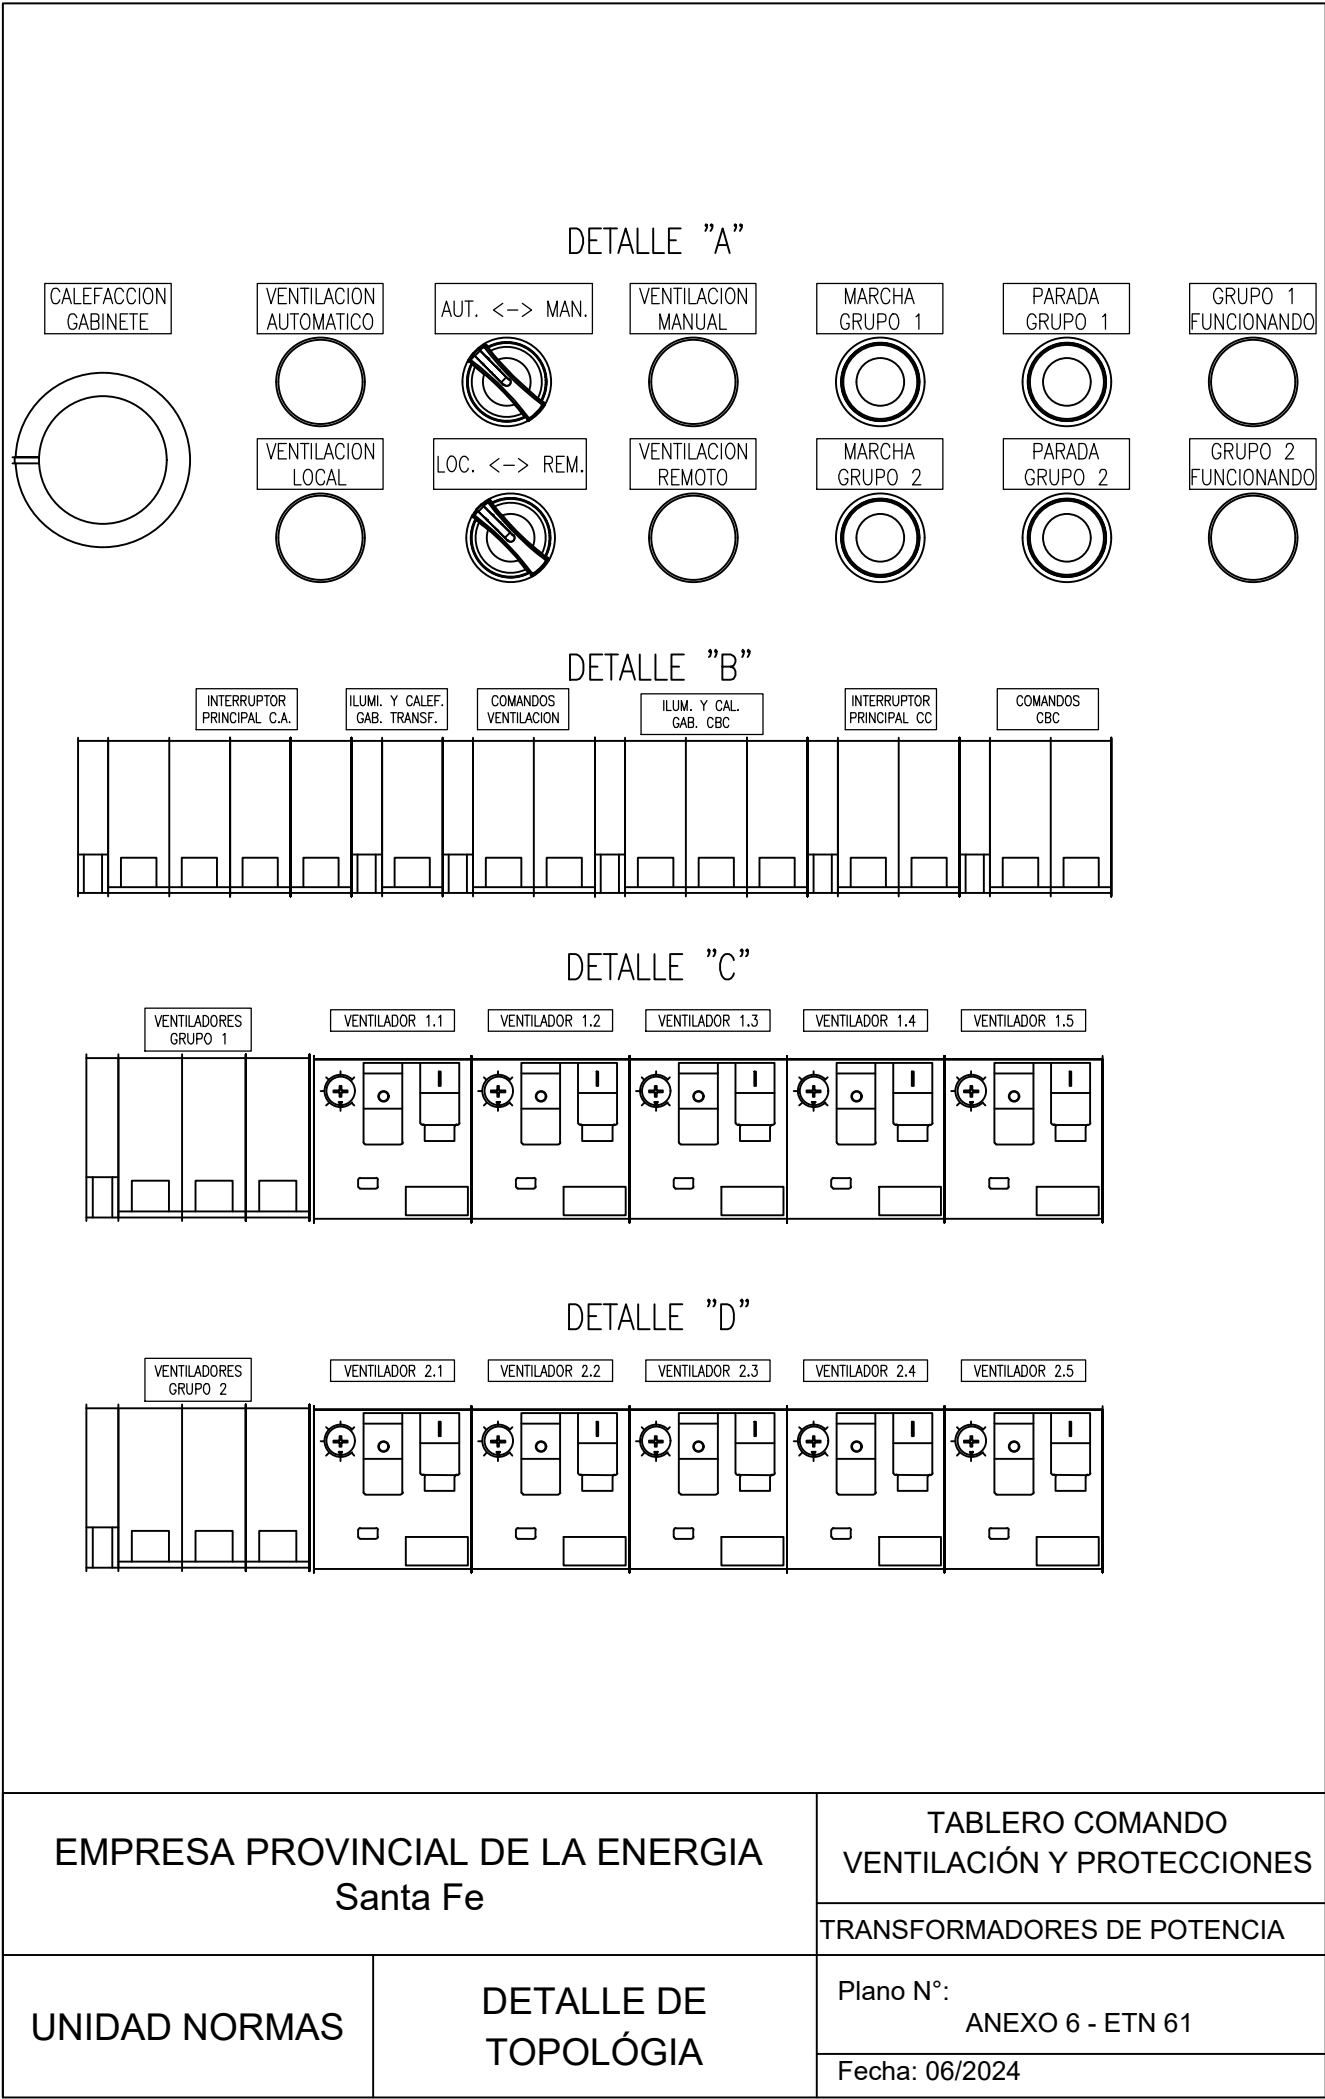 DETALLE "A"
CALEFACCION
GABINETE
VENTILACION
AUTOMATICO
AUT. <-> MAN.
VENTILACION
MANUAL
MARCHA
GRUPO 1
PARADA
GRUPO 1
GRUPO 1
FUNCIONANDO
VENTILACION
LOCAL
LOC. <-> REM.
VENTILACION
REMOTO
MARCHA
GRUPO 2
PARADA
GRUPO 2
GRUPO 2
FUNCIONANDO
DETALLE "B"
INTERRUPTOR
PRINCIPAL C.A.
ILUMI. Y CALEF.
GAB. TRANSF.
COMANDOS
VENTILACION
ILUM. Y CAL.
GAB. CBC
INTERRUPTOR
PRINCIPAL CC
COMANDOS
CBC
DETALLE "C"
VENTILADORES
GRUPO 1
VENTILADOR 1.1
VENTILADOR 1.2
VENTILADOR 1.3
VENTILADOR 1.4
VENTILADOR 1.5
DETALLE "D"
VENTILADORES
GRUPO 2
VENTILADOR 2.1
VENTILADOR 2.2
VENTILADOR 2.3
VENTILADOR 2.4
VENTILADOR 2.5
EMPRESA PROVINCIAL DE LA ENERGIA
Santa Fe
TABLERO COMANDO
VENTILACIÓN Y PROTECCIONES
TRANSFORMADORES DE POTENCIA
UNIDAD NORMAS
DETALLE DE
TOPOLÓGIA
Plano N°:
ANEXO 6 - ETN 61
Fecha: 06/2024